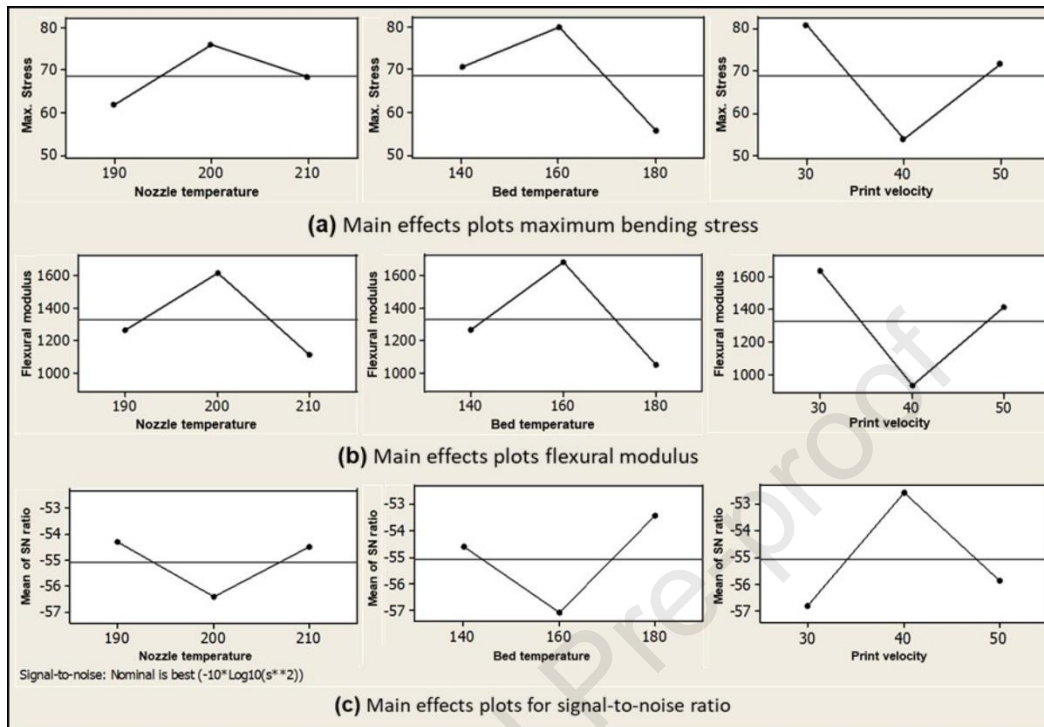 80
70
60
50
Max. Stress
190 200 210
Nozzle temperature
80
70
60
50
Max. Stress
140 160 180
Bed temperature
80
70
60
50
Max. Stress
30 40 50
Print velocity
(a) Main effects plots maximum bending stress
1600
1400
1200
1000
Flexural modulus
190 200 210
Nozzle temperature
1600
1400
1200
1000
Flexural modulus
140 160 180
Bed temperature
1600
1400
1200
1000
Flexural modulus
30 40 50
Print velocity
(b) Main effects plots flexural modulus
-53
-54
-55
-56
-57
Mean of SN ratio
190 200 210
Nozzle temperature
-53
-54
-55
-56
-57
Mean of SN ratio
140 160 180
Bed temperature
-53
-54
-55
-56
-57
Mean of SN ratio
30 40 50
Print velocity
Signal-to-noise: Nominal is best (-10*Log10(s**2))
(c) Main effects plots for signal-to-noise ratio
Pre-proof